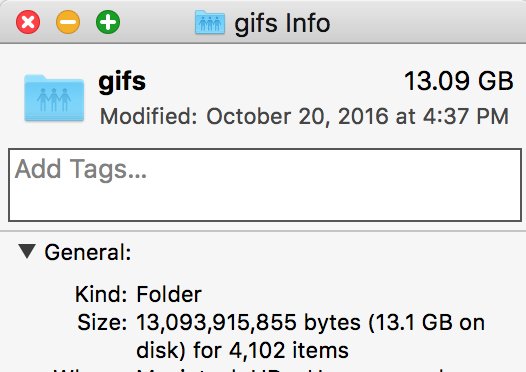 gifs Info
gifs 13.09 GB
Modified: October 20, 2016 at 4:37 PM
Add Tags...
General:
Kind: Folder
Size: 13,093,915,855 bytes (13.1 GB on
disk) for 4,102 items